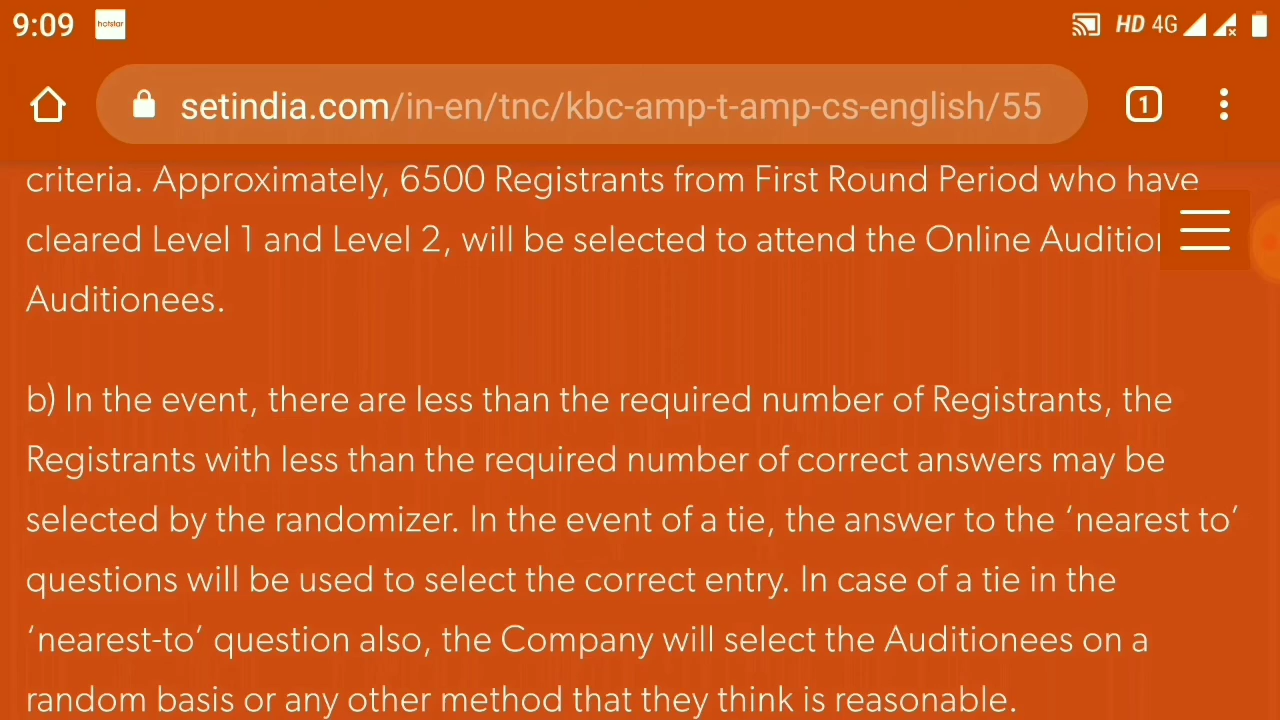 9:09 hotstar HD 4G
setindia.com/in-en/tnc/kbc-amp-t-amp-cs-english/55 1
criteria. Approximately, 6500 Registrants from First Round Period who have
cleared Level 1 and Level 2, will be selected to attend the Online
Auditionees.
b) In the event, there are less than the required number of Registrants, the
Registrants with less than the required number of correct answers may be
selected by the randomizer. In the event of a tie, the answer to the ‘nearest to’
questions will be used to select the correct entry. In case of a tie in the
‘nearest-to’ question also, the Company will select the Auditionees on a
random basis or any other method that they think is reasonable.